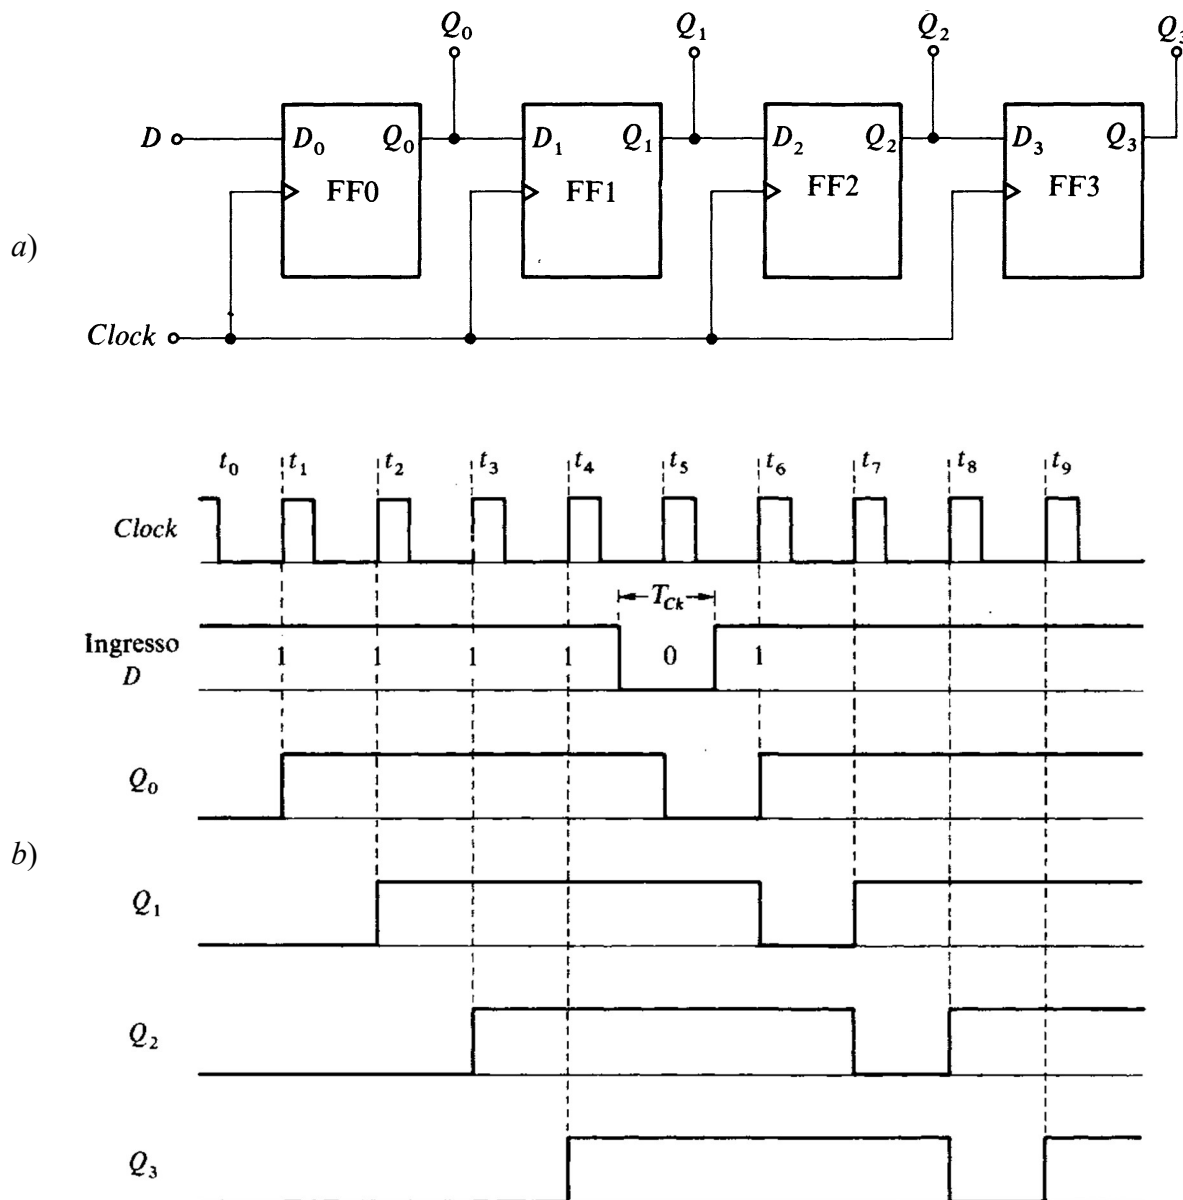 Q₀ Q₁ Q₂ Q₃
D D₀ Q₀ D₁ Q₁ D₂ Q₂ D₃ Q₃
FF0 FF1 FF2 FF3
a)
Clock
t₀ t₁ t₂ t₃ t₄ t₅ t₆ t₇ t₈ t₉
Clock
T_Ck
Ingresso
D
1 1 1 1 0 1
Q₀
b)
Q₁
Q₂
Q₃